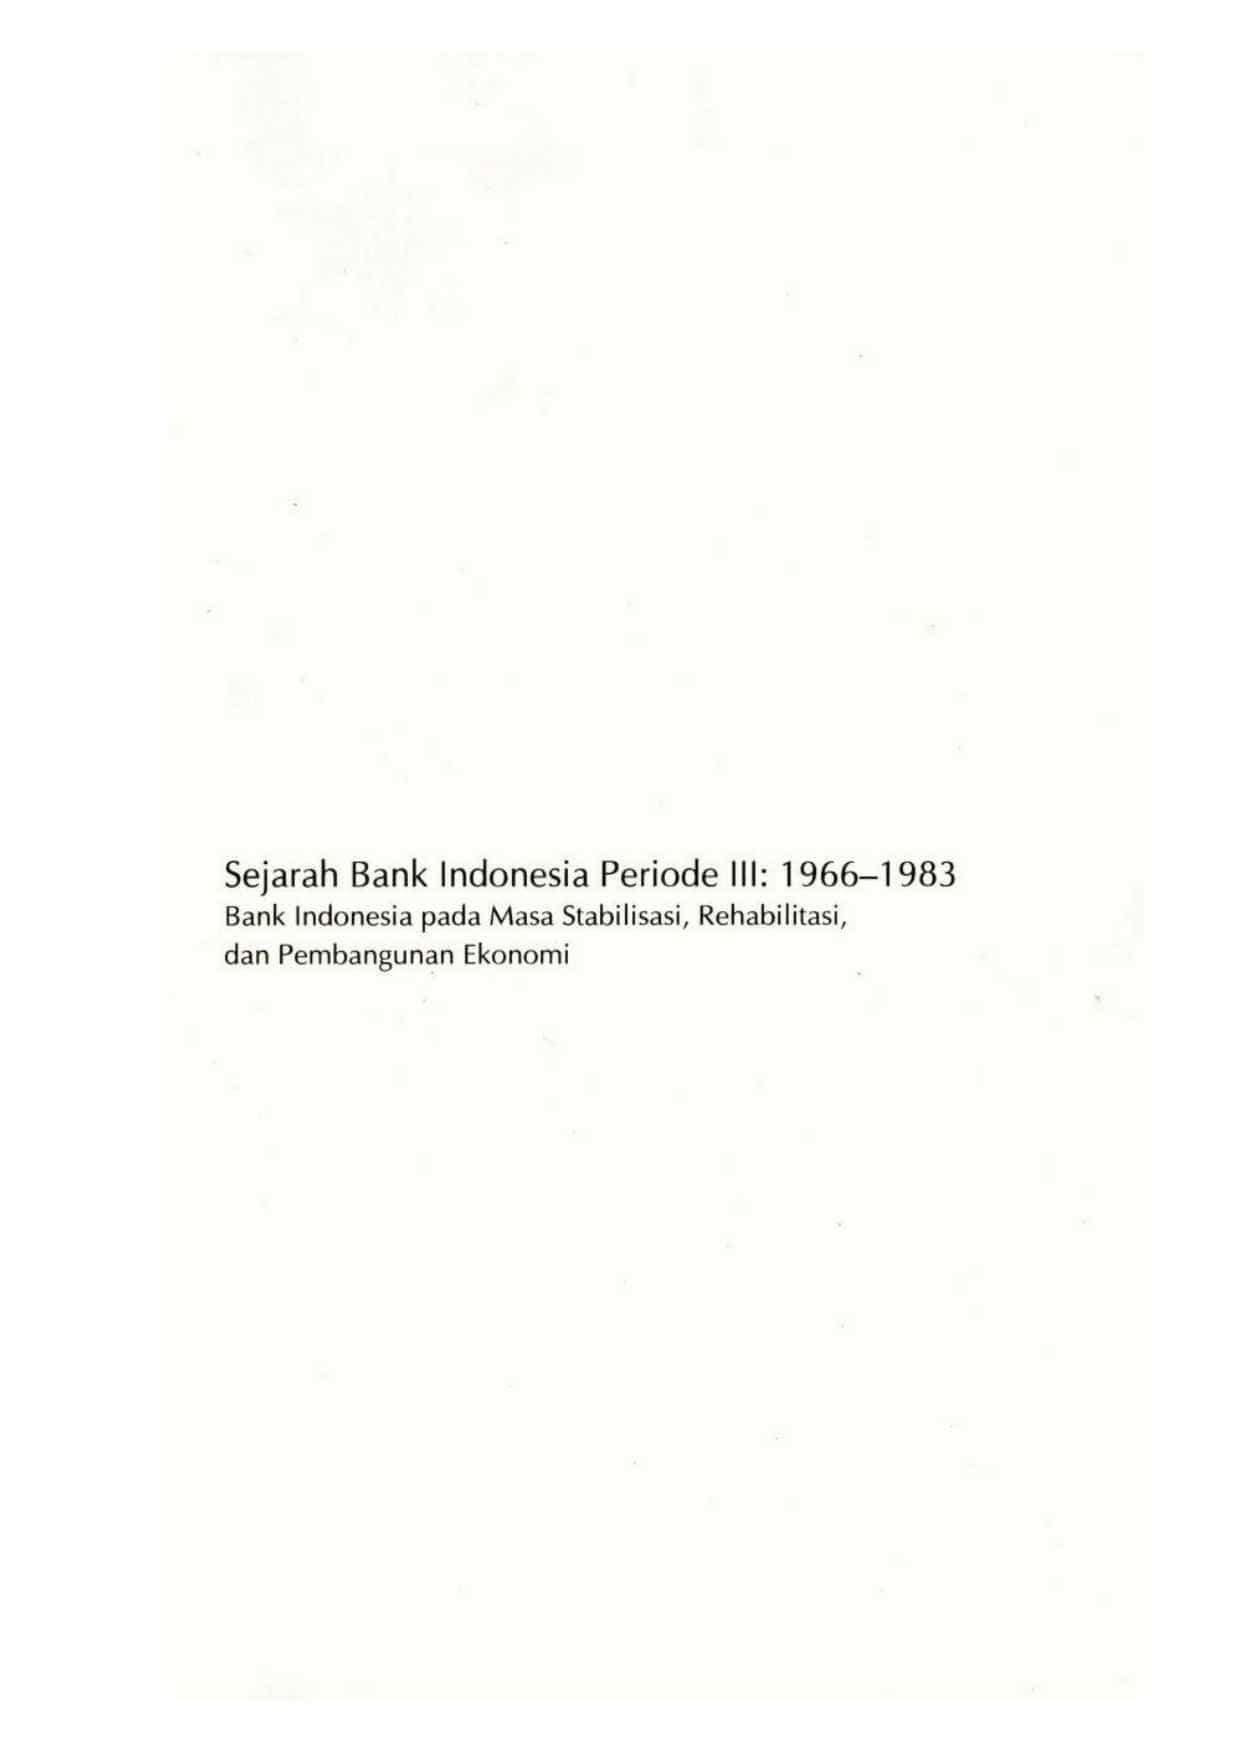 Sejarah Bank Indonesia Periode III: 1966–1983
Bank Indonesia pada Masa Stabilisasi, Rehabilitasi,
dan Pembangunan Ekonomi